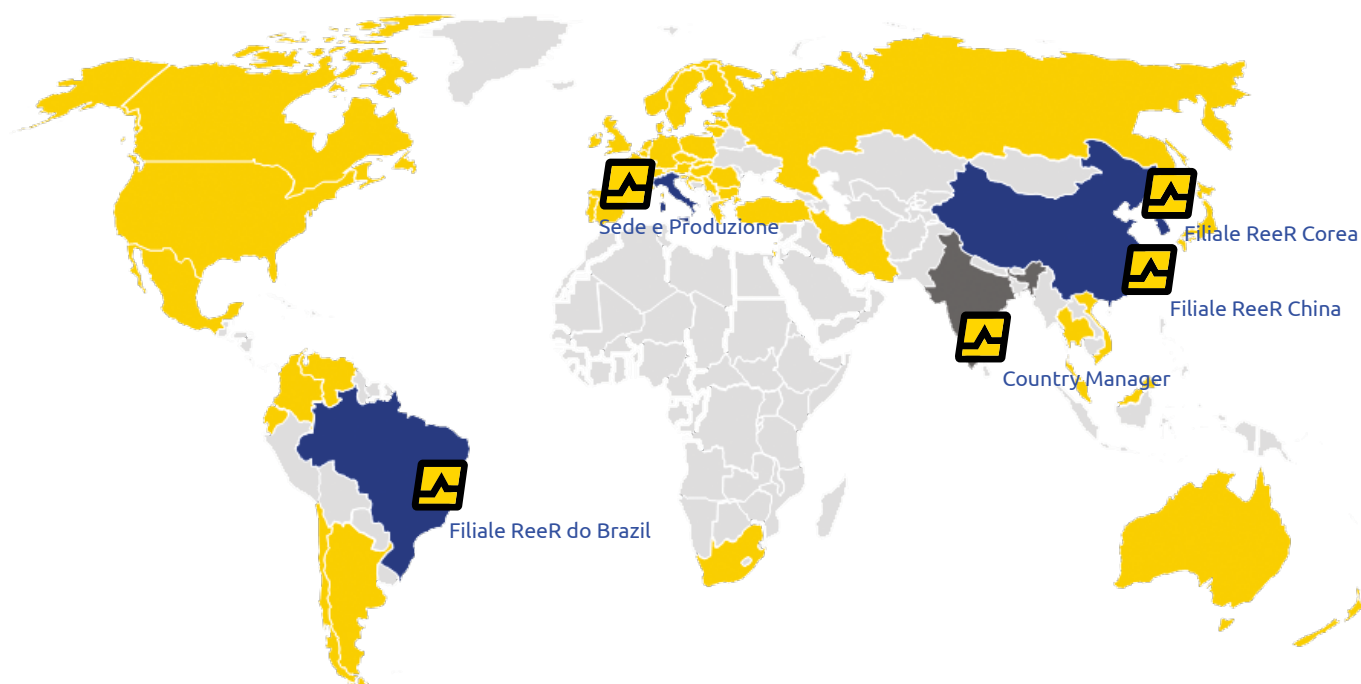 Sede e Produzione
Filiale ReeR Corea
Filiale ReeR China
Country Manager
Filiale ReeR do Brazil